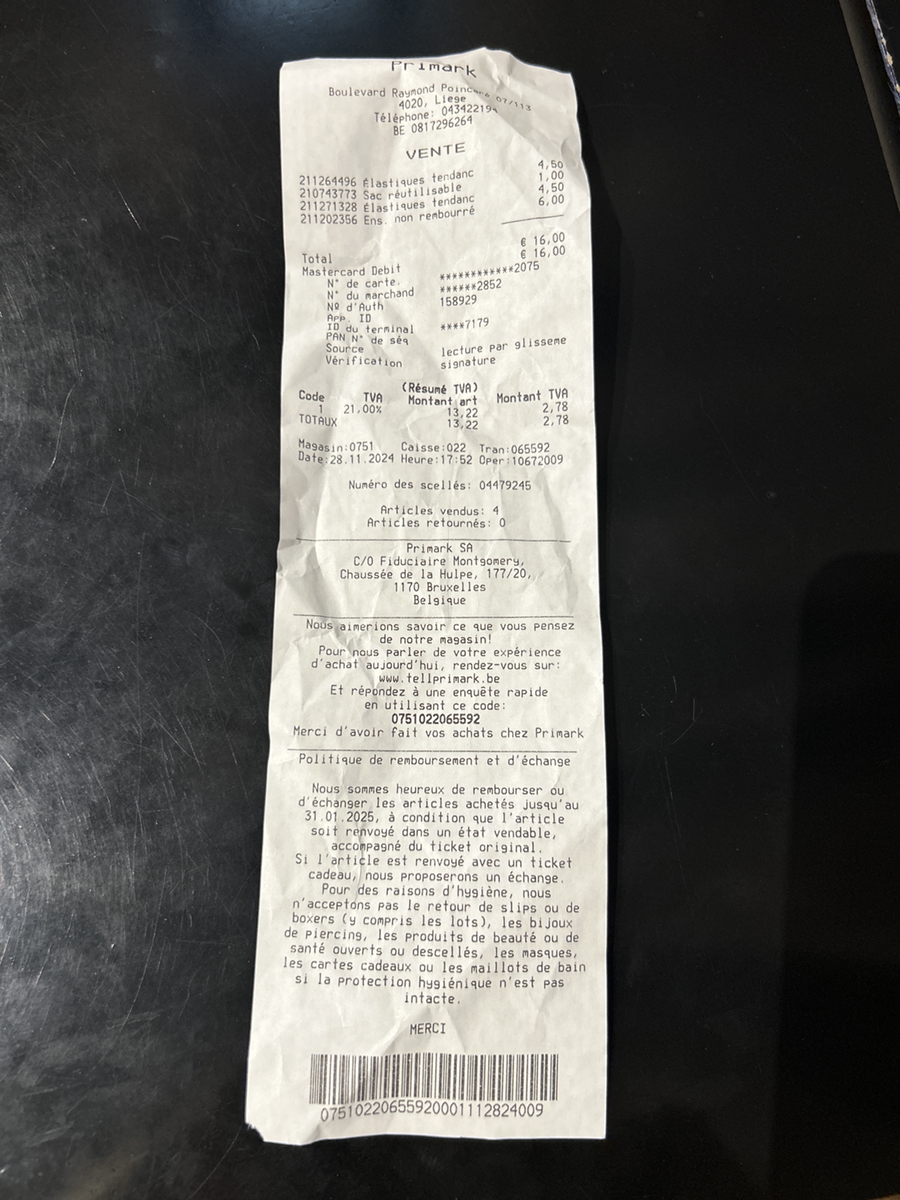 Primark
Boulevard Raymond Poincaré 07/113
4020, Liege
Téléphone: 043422194
BE 0817296264
VENTE
211264496 Élastiques tendanc 4,50
210743773 Sac réutilisable 1,00
211271328 Élastiques tendanc 4,50
211202356 Ens. non rembourré 6,00
Total € 16,00
Mastercard Debit € 16,00
N° de carte. ************2075
N° du marchand ******2852
Nº d'Auth 158929
App. ID
ID du terminal ****7179
PAN N° de séq
Source lecture par glisseme
Vérification signature
(Résumé TVA)
Code TVA Montant art Montant TVA
1 21,00% 13,22 2,78
TOTAUX 13,22 2,78
Magasin:0751 Caisse:022 Tran:065592
Date:28.11.2024 Heure:17:52 Oper:10672009
Numéro des scellés: 04479245
Articles vendus: 4
Articles retournés: 0
Primark SA
C/O Fiduciaire Montgomery,
Chaussée de la Hulpe, 177/20,
1170 Bruxelles
Belgique
Nous aimerions savoir ce que vous pensez
de notre magasin!
Pour nous parler de votre expérience
d'achat aujourd'hui, rendez-vous sur:
www.tellprimark.be
Et répondez à une enquête rapide
en utilisant ce code:
0751022065592
Merci d'avoir fait vos achats chez Primark
Politique de remboursement et d'échange
Nous sommes heureux de rembourser ou
d'échanger les articles achetés jusqu'au
31.01.2025, à condition que l'article
soit renvoyé dans un état vendable,
accompagné du ticket original.
Si l'article est renvoyé avec un ticket
cadeau, nous proposerons un échange.
Pour des raisons d'hygiène, nous
n'acceptons pas le retour de slips ou de
boxers (y compris les lots), les bijoux
de piercing, les produits de beauté ou de
santé ouverts ou descellés, les masques,
les cartes cadeaux ou les maillots de bain
si la protection hygiénique n'est pas
intacte.
MERCI
07510220655920001112824009